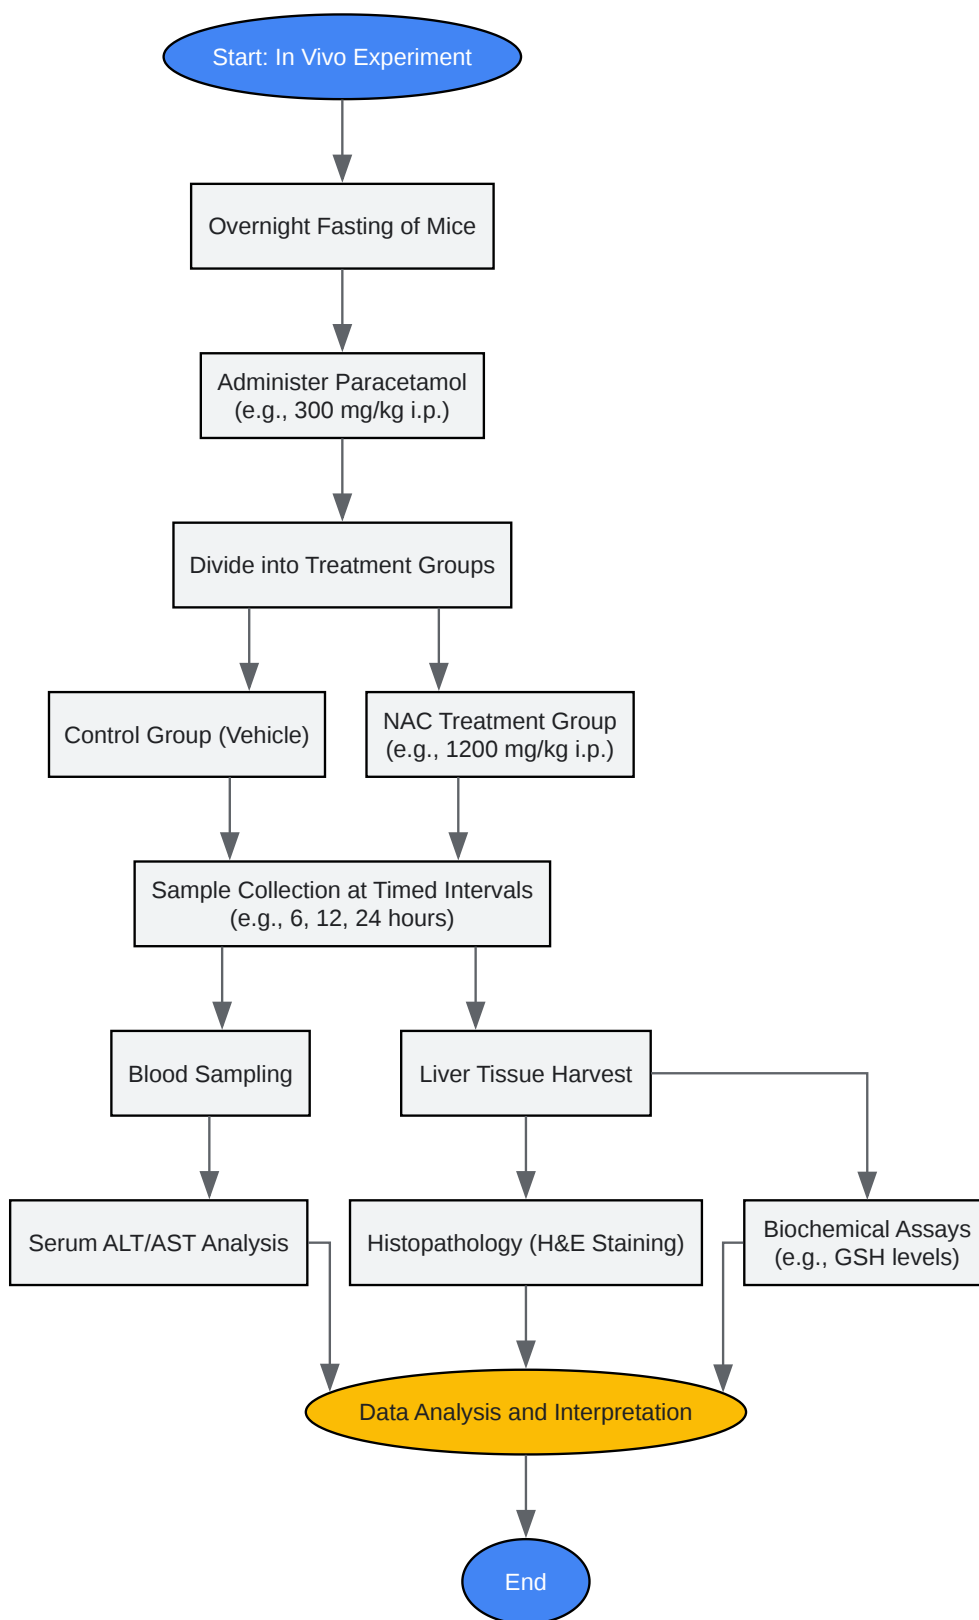 Start: In Vivo Experiment
Overnight Fasting of Mice
Administer Paracetamol
(e.g., 300 mg/kg i.p.)
Divide into Treatment Groups
Control Group (Vehicle)
NAC Treatment Group
(e.g., 1200 mg/kg i.p.)
Sample Collection at Timed Intervals
(e.g., 6, 12, 24 hours)
Blood Sampling
Liver Tissue Harvest
Serum ALT/AST Analysis
Histopathology (H&E Staining)
Biochemical Assays
(e.g., GSH levels)
Data Analysis and Interpretation
End